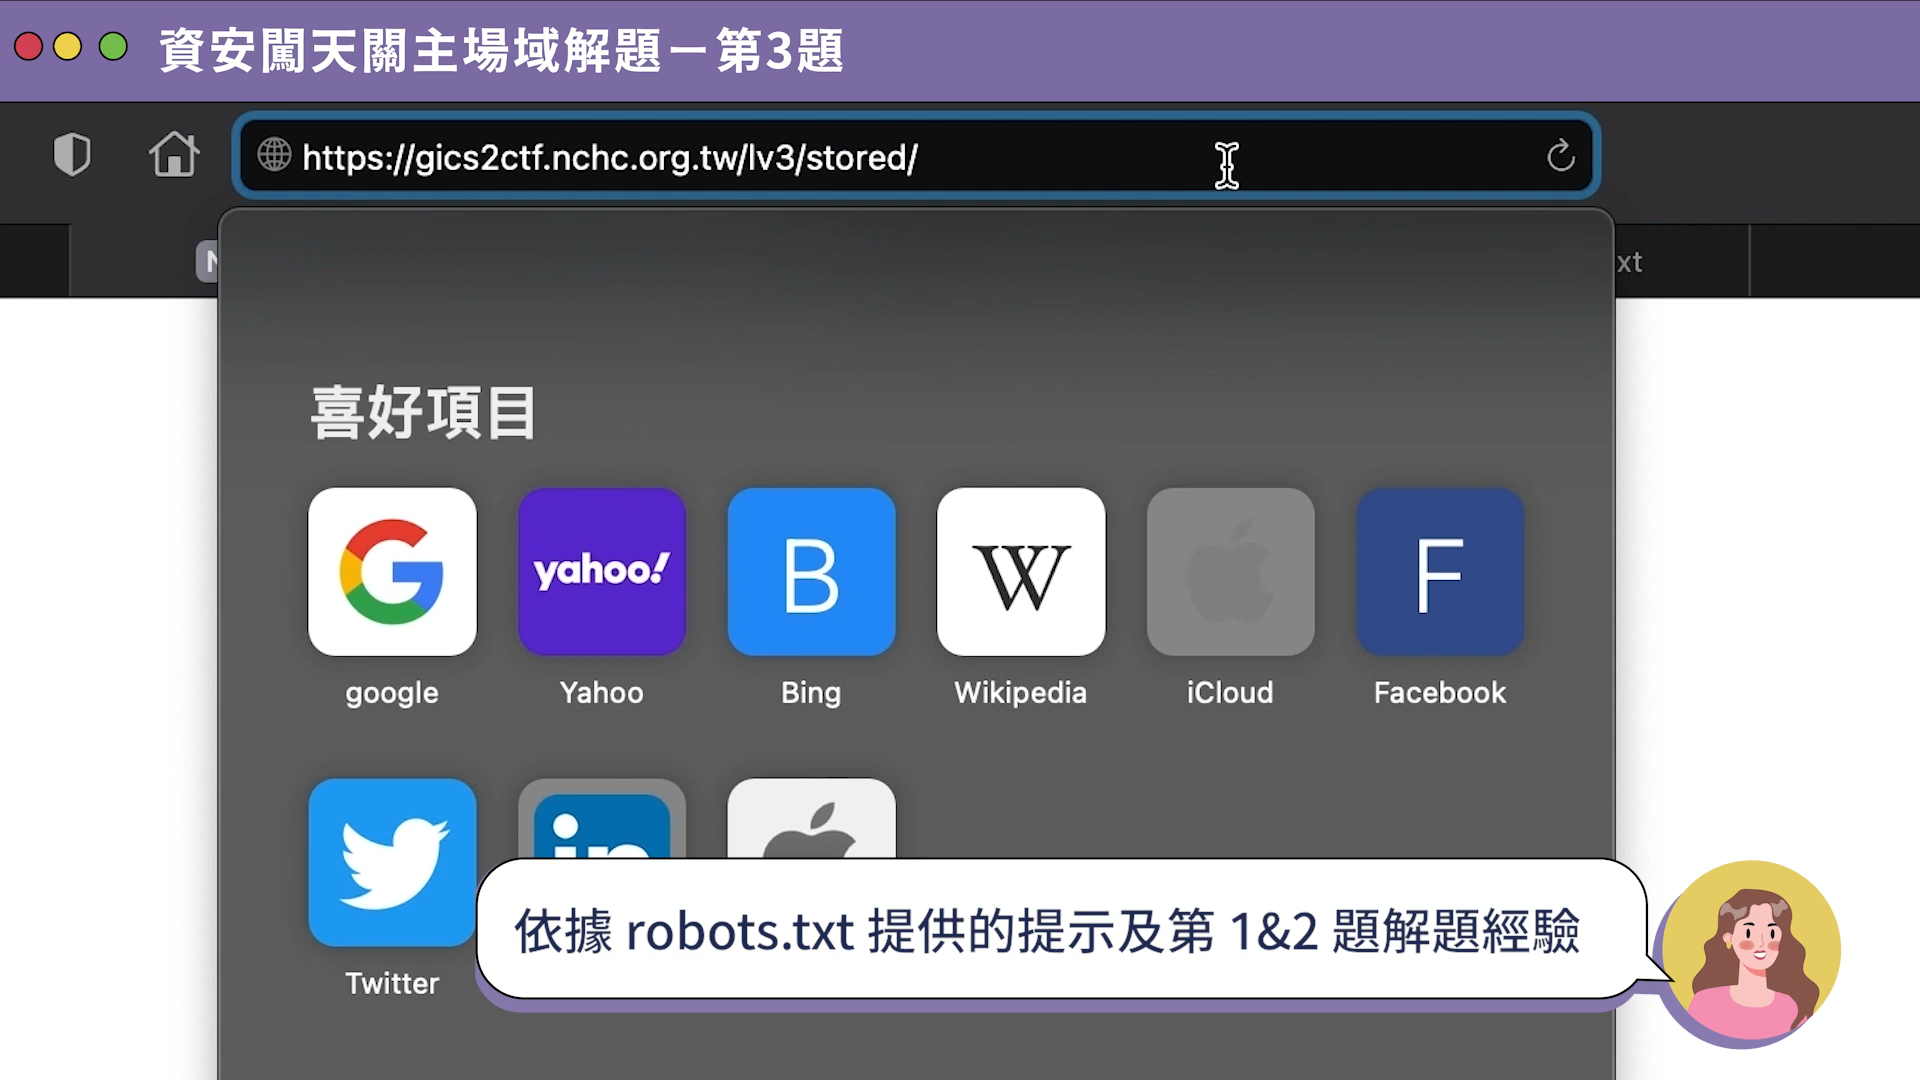 資安闖天關主場域解題－第3題
https://gics2ctf.nchc.org.tw/lv3/stored/
N
xt
喜好項目
yahoo!
B
W
F
google
Yahoo
Bing
Wikipedia
iCloud
Facebook
in
依據 robots.txt 提供的提示及第 1&2 題解題經驗
Twitter